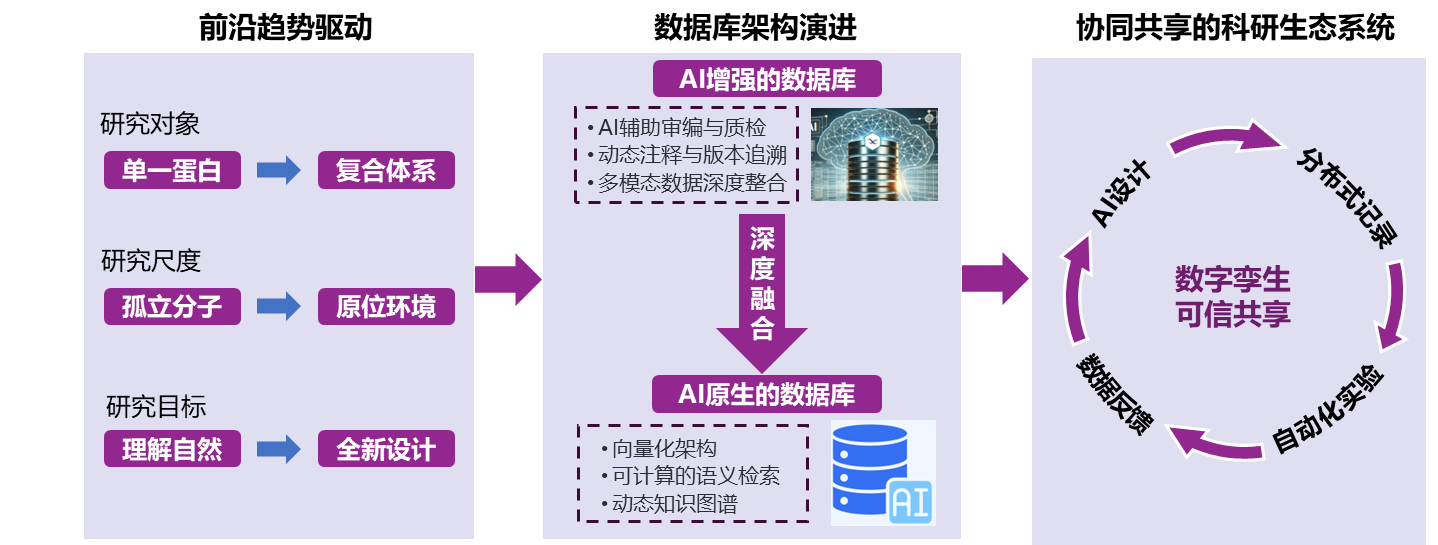 前沿趋势驱动
研究对象
单一蛋白
复合体系
研究尺度
孤立分子
原位环境
研究目标
理解自然
全新设计
数据库架构演进
AI增强的数据库
• AI辅助审编与质检
• 动态注释与版本追溯
• 多模态数据深度整合
深度融合
AI原生的数据库
• 向量化架构
• 可计算的语义检索
• 动态知识图谱
AI
协同共享的科研生态系统
AI设计
分布式记录
自动化实验
数据反馈
数字孪生
可信共享